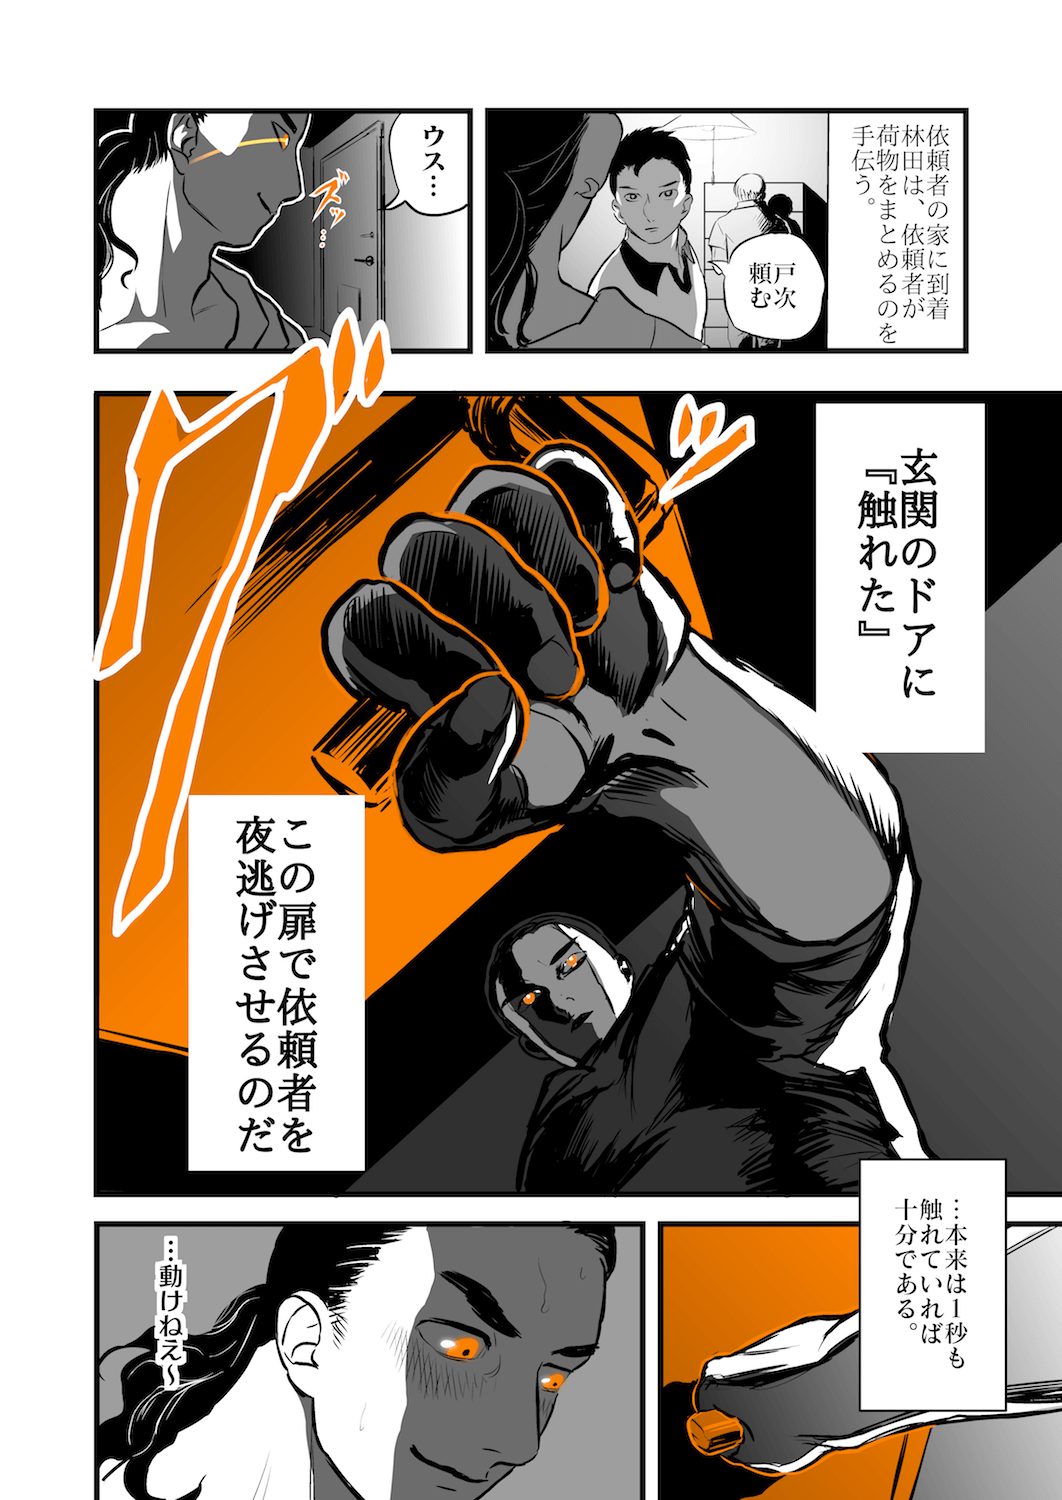 依頼者の家に到着
林田は、依頼者が
荷物をまとめるのを
手伝う。
戸次
頼む
ウス…
ズッ…
グッ
玄関のドアに
『触れた』
この扉で依頼者を
夜逃げさせるのだ
…本来は１秒も
触れていれば
十分である。
…動けねえ～